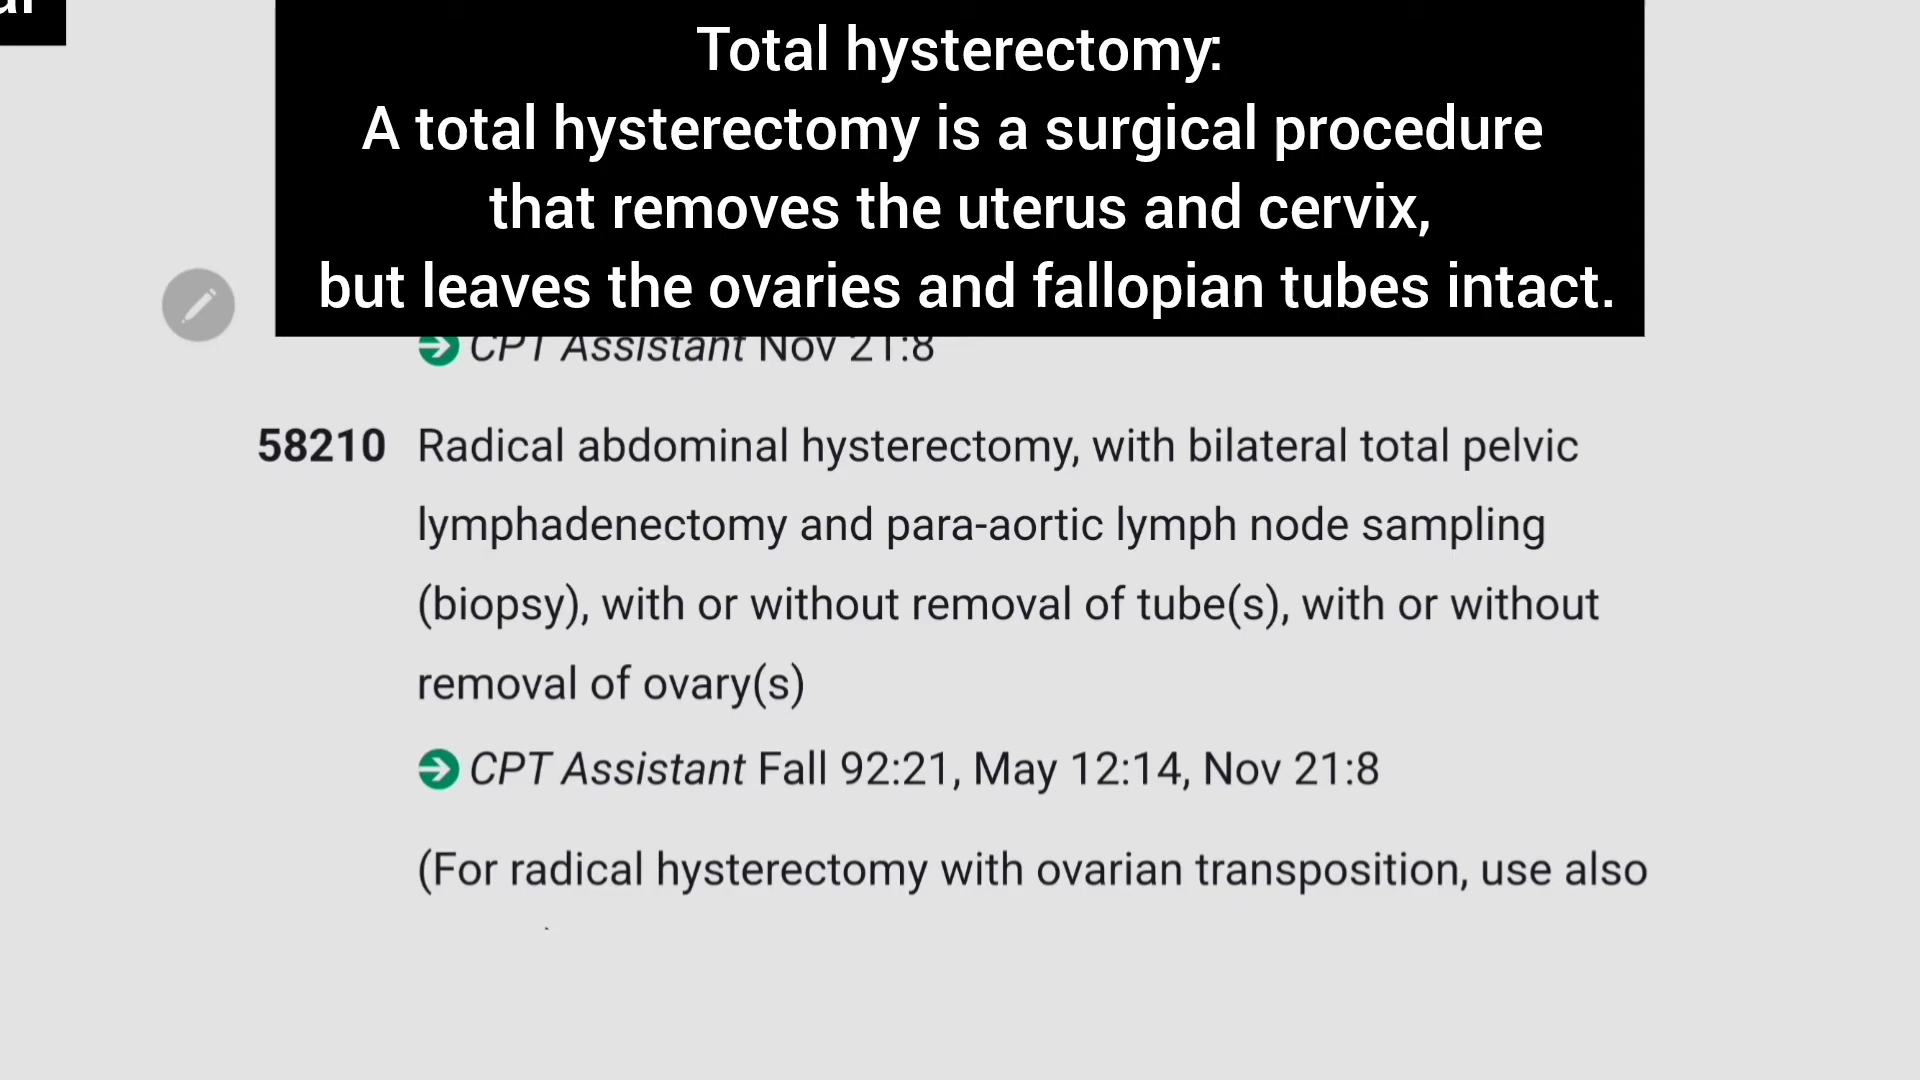 Total hysterectomy:
A total hysterectomy is a surgical procedure
that removes the uterus and cervix,
but leaves the ovaries and fallopian tubes intact.
CPT Assistant Nov 21:8
58210 Radical abdominal hysterectomy, with bilateral total pelvic
lymphadenectomy and para-aortic lymph node sampling
(biopsy), with or without removal of tube(s), with or without
removal of ovary(s)
CPT Assistant Fall 92:21, May 12:14, Nov 21:8
(For radical hysterectomy with ovarian transposition, use also